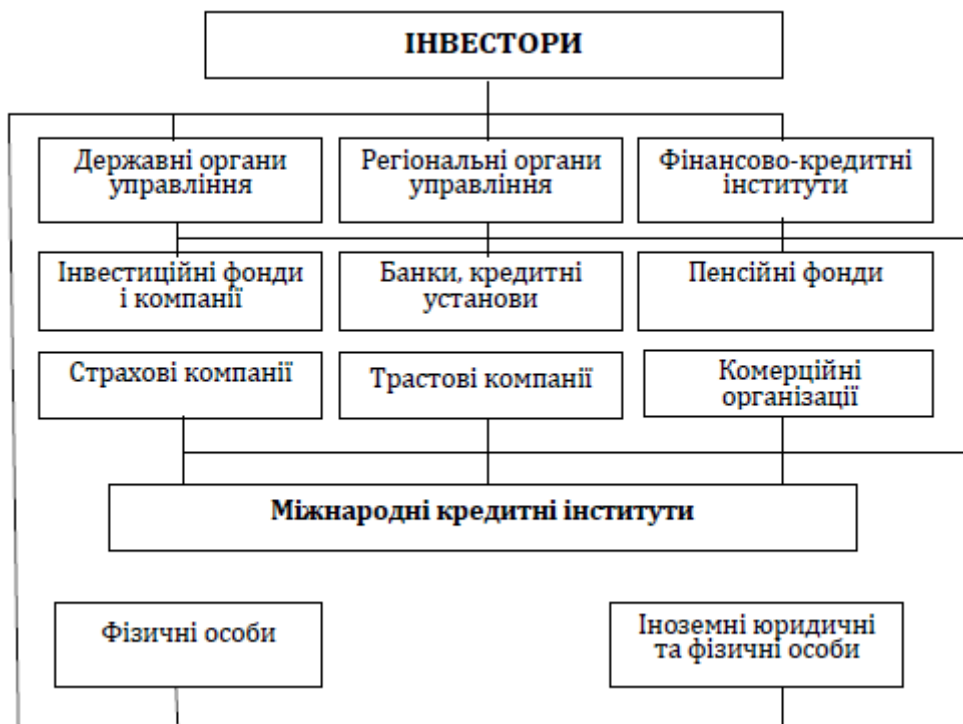 ІНВЕСТОРИ
Державні органи
управління
Регіональні органи
управління
Фінансово-кредитні
інститути
Інвестиційні фонди
і компанії
Банки, кредитні
установи
Пенсійні фонди
Страхові компанії
Трастові компанії
Комерційні
організації
Міжнародні кредитні інститути
Фізичні особи
Іноземні юридичні
та фізичні особи